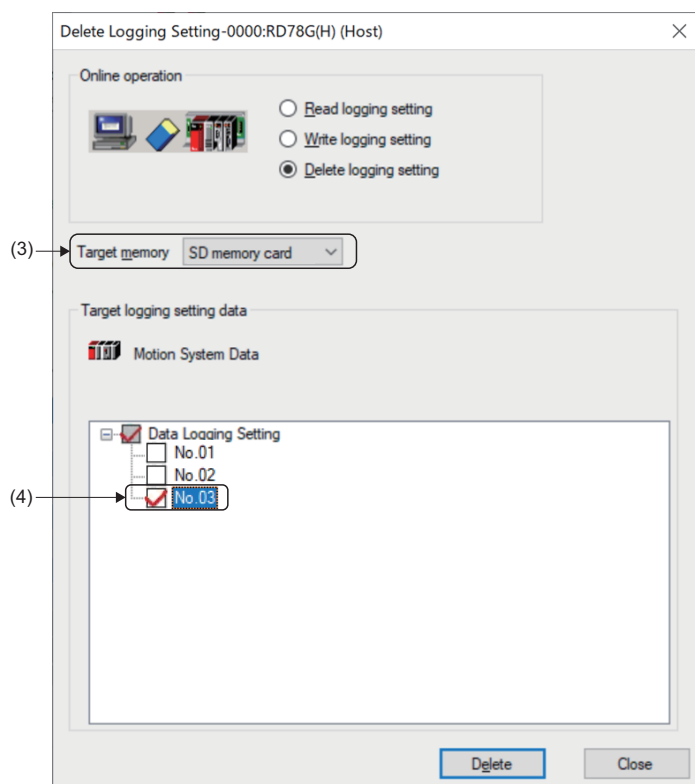 Delete Logging Setting-0000:RD78G(H) (Host)
Online operation
Read logging setting
Write logging setting
Delete logging setting
(3)
Target memory SD memory card
Target logging setting data
Motion System Data
Data Logging Setting
No.01
No.02
(4)
No.03
Delete Close